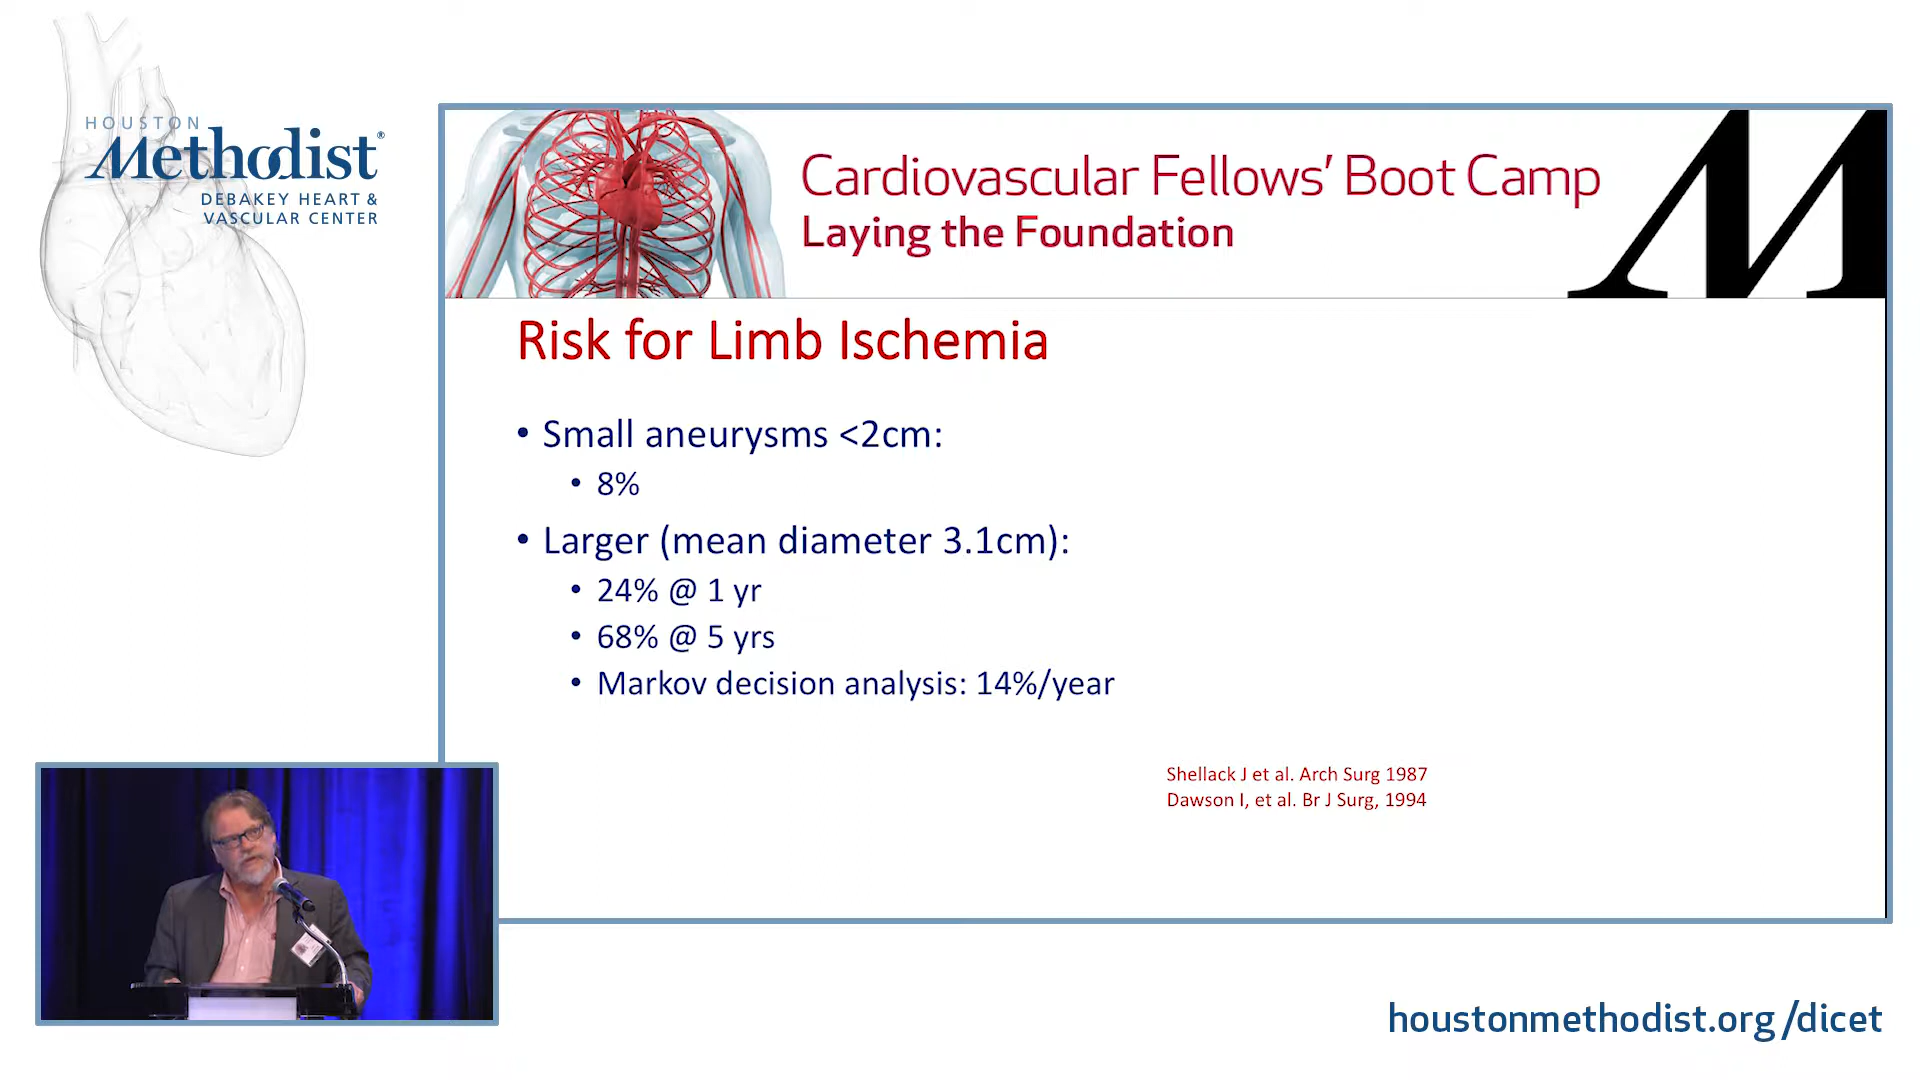 HOUSTON
Methodist®
DEBAKEY HEART &
VASCULAR CENTER
Cardiovascular Fellows’ Boot Camp
Laying the Foundation
M
Risk for Limb Ischemia
• Small aneurysms <2cm:
• 8%
• Larger (mean diameter 3.1cm):
• 24% @ 1 yr
• 68% @ 5 yrs
• Markov decision analysis: 14%/year
Shellack J et al. Arch Surg 1987
Dawson I, et al. Br J Surg, 1994
houstonmethodist.org/dicet